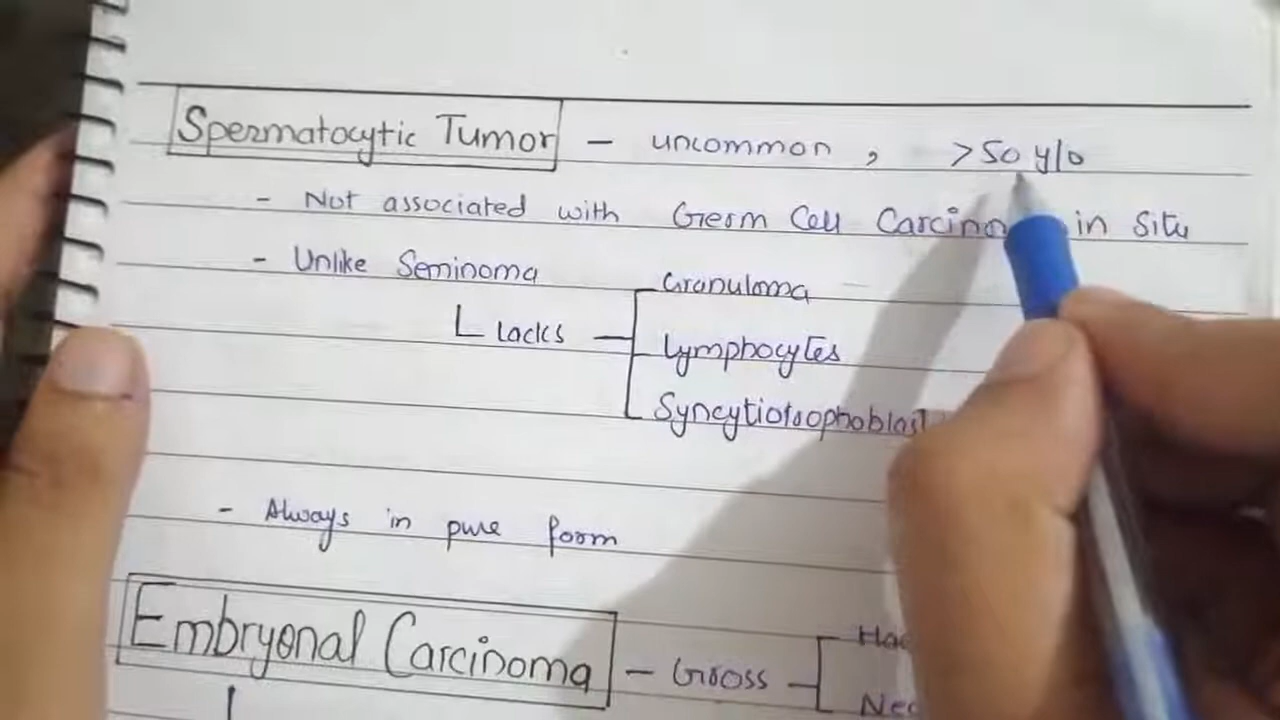 Spermatocytic Tumor - uncommon, >50 y/o
- Not associated with Germ Cell in Situ
- Unlike Seminoma
Granuloma
Lacks
Lymphocytes
Syncytiotrophoblast
- Always in pure form
Embryonal Carcinoma - Gross